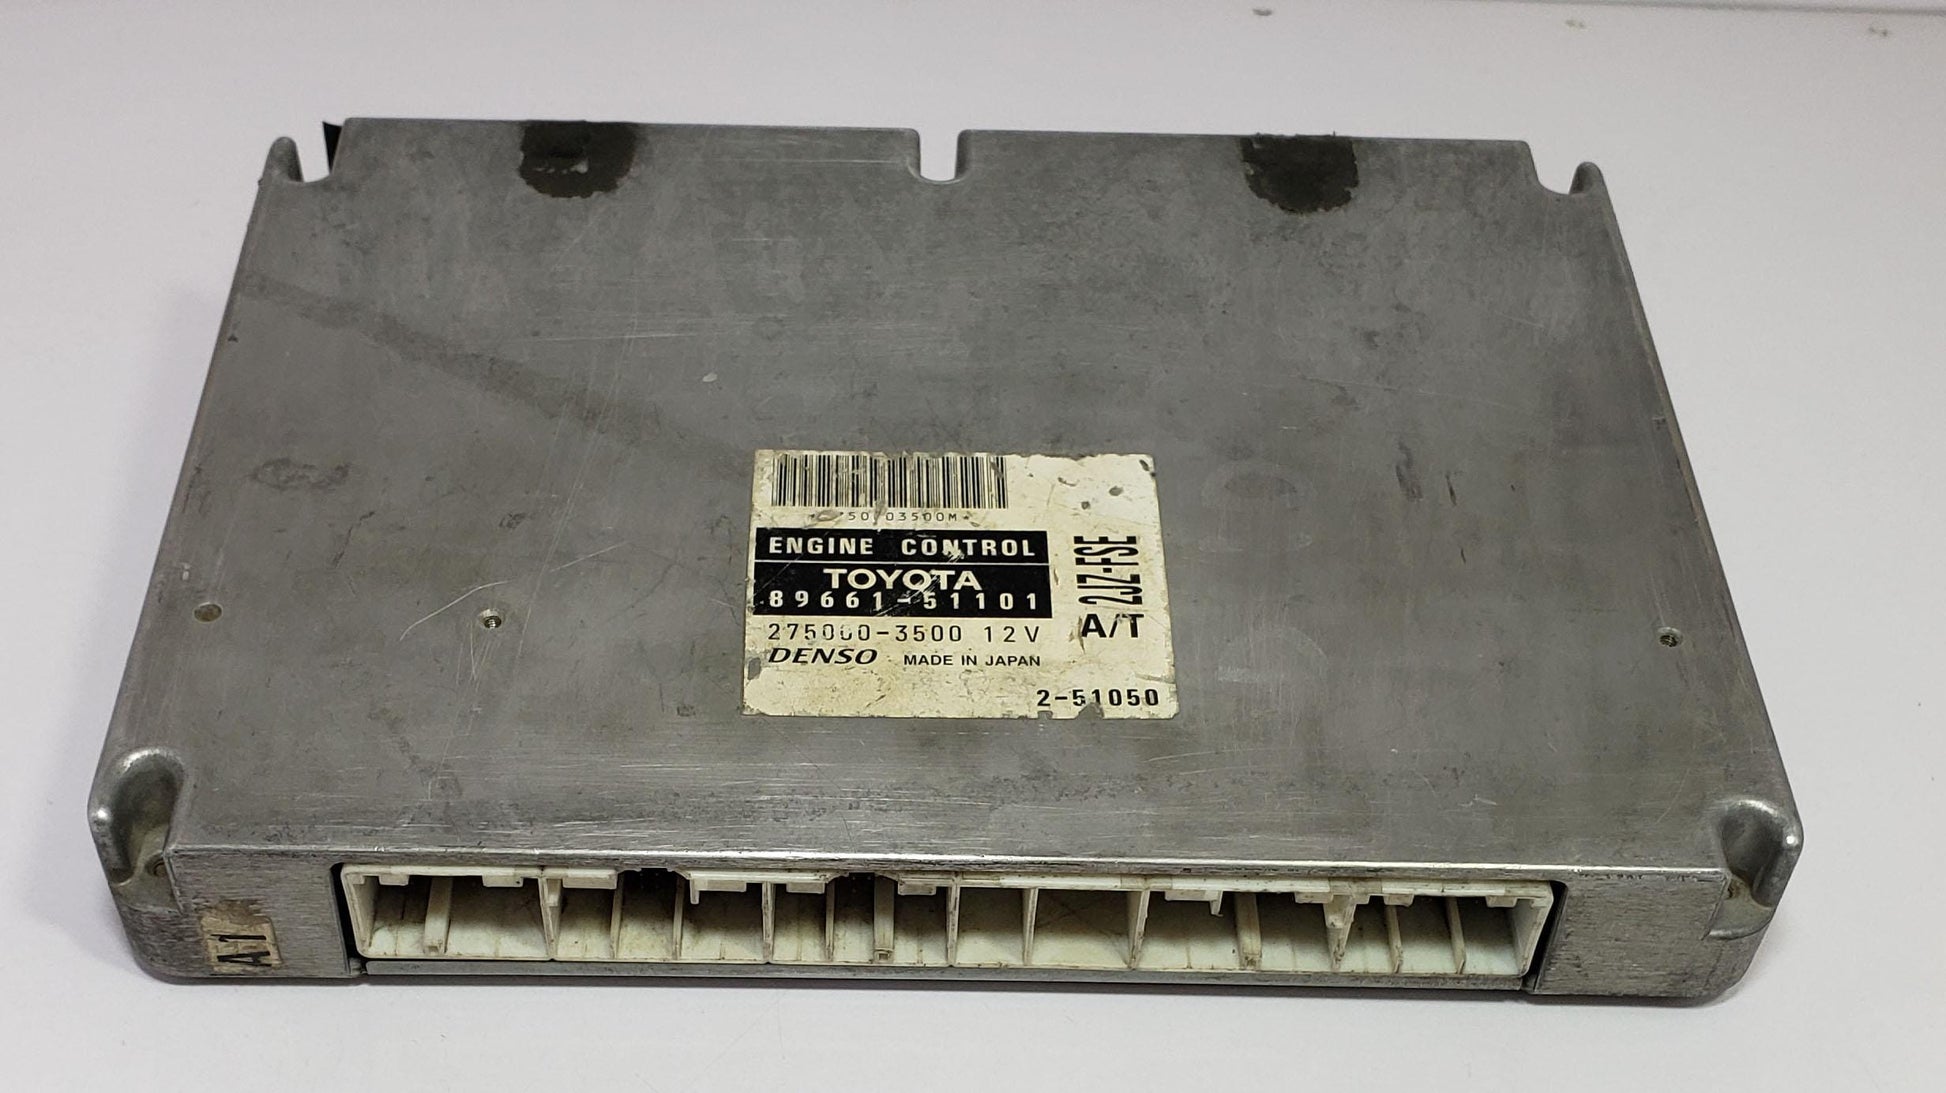 ENGINE CONTROL
TOYOTA
89661-51101
275000-3500 12V
DENSO MADE IN JAPAN
2JZ-FSE
A/T
2-51050
A1